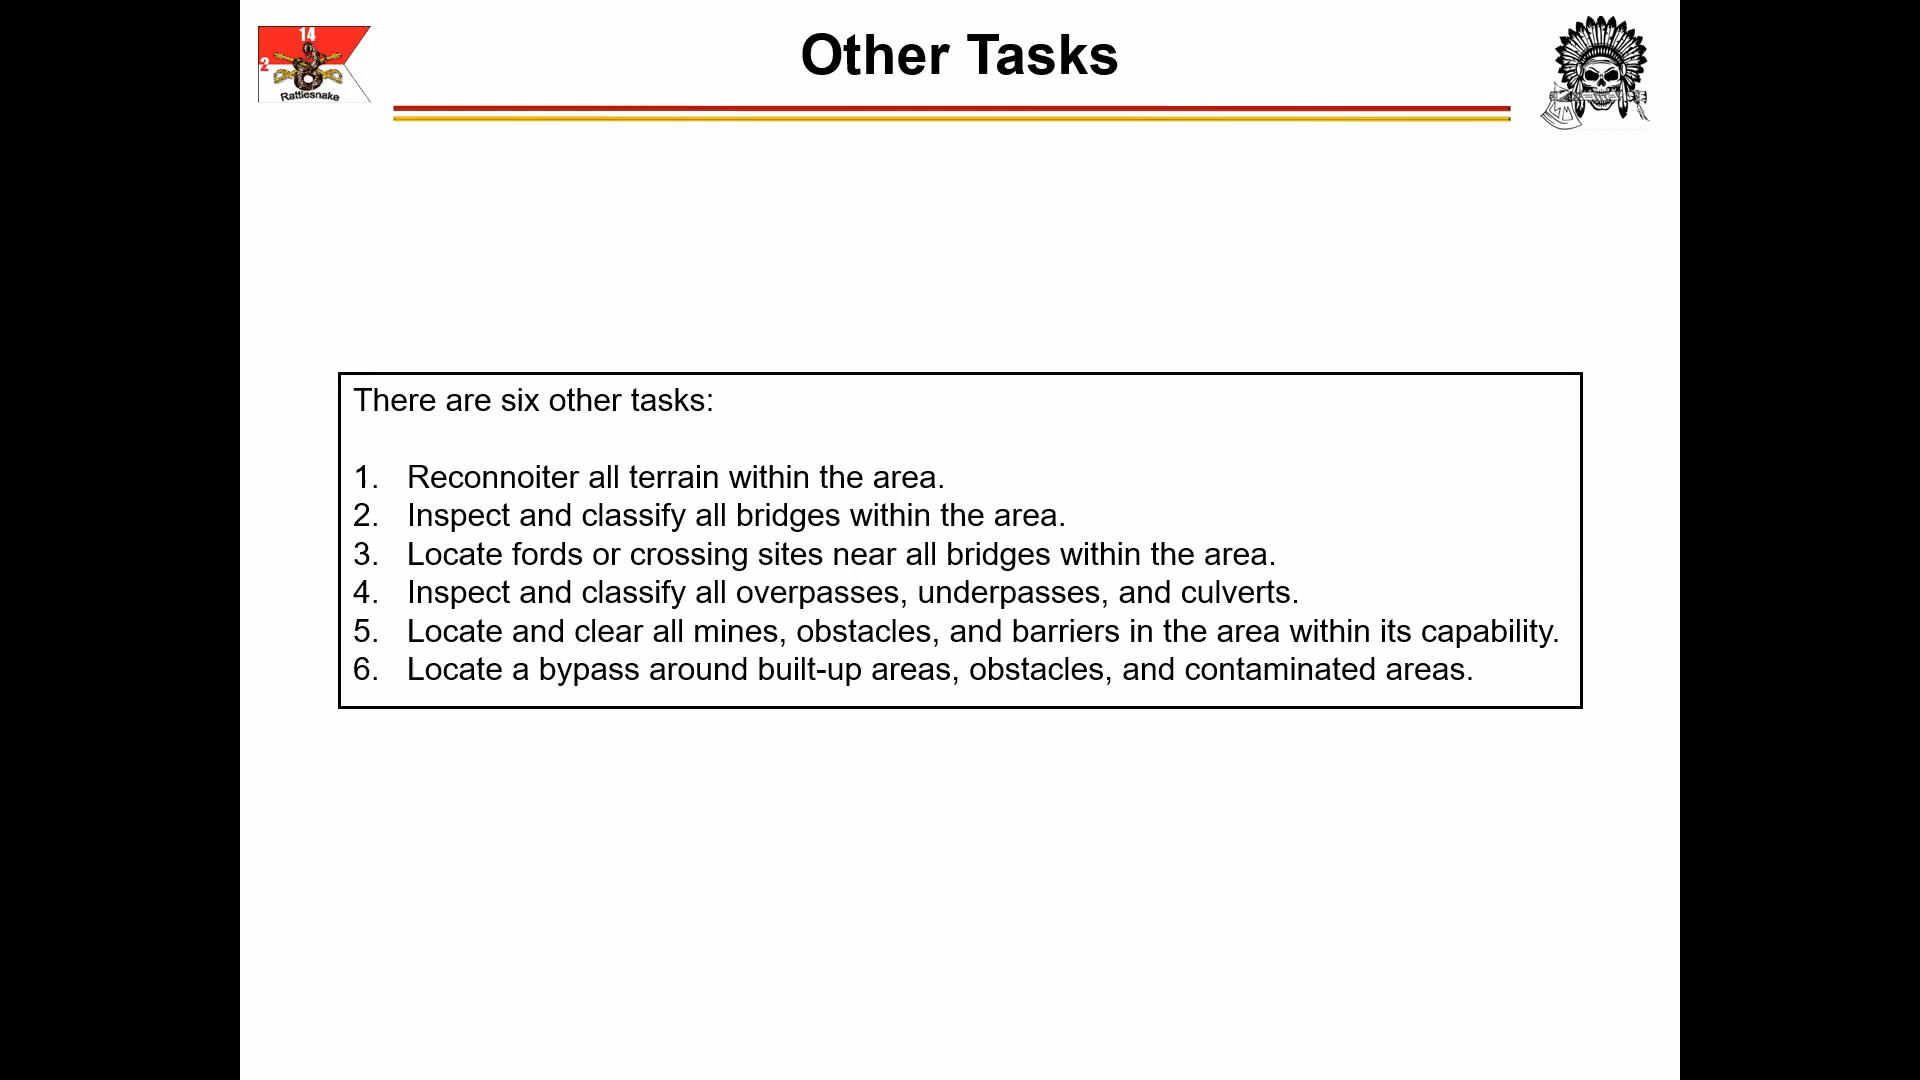 14
Other Tasks
2
Rattlesnake
There are six other tasks:
1. Reconnoiter all terrain within the area.
2. Inspect and classify all bridges within the area.
3. Locate fords or crossing sites near all bridges within the area.
4. Inspect and classify all overpasses, underpasses, and culverts.
5. Locate and clear all mines, obstacles, and barriers in the area within its capability.
6. Locate a bypass around built-up areas, obstacles, and contaminated areas.